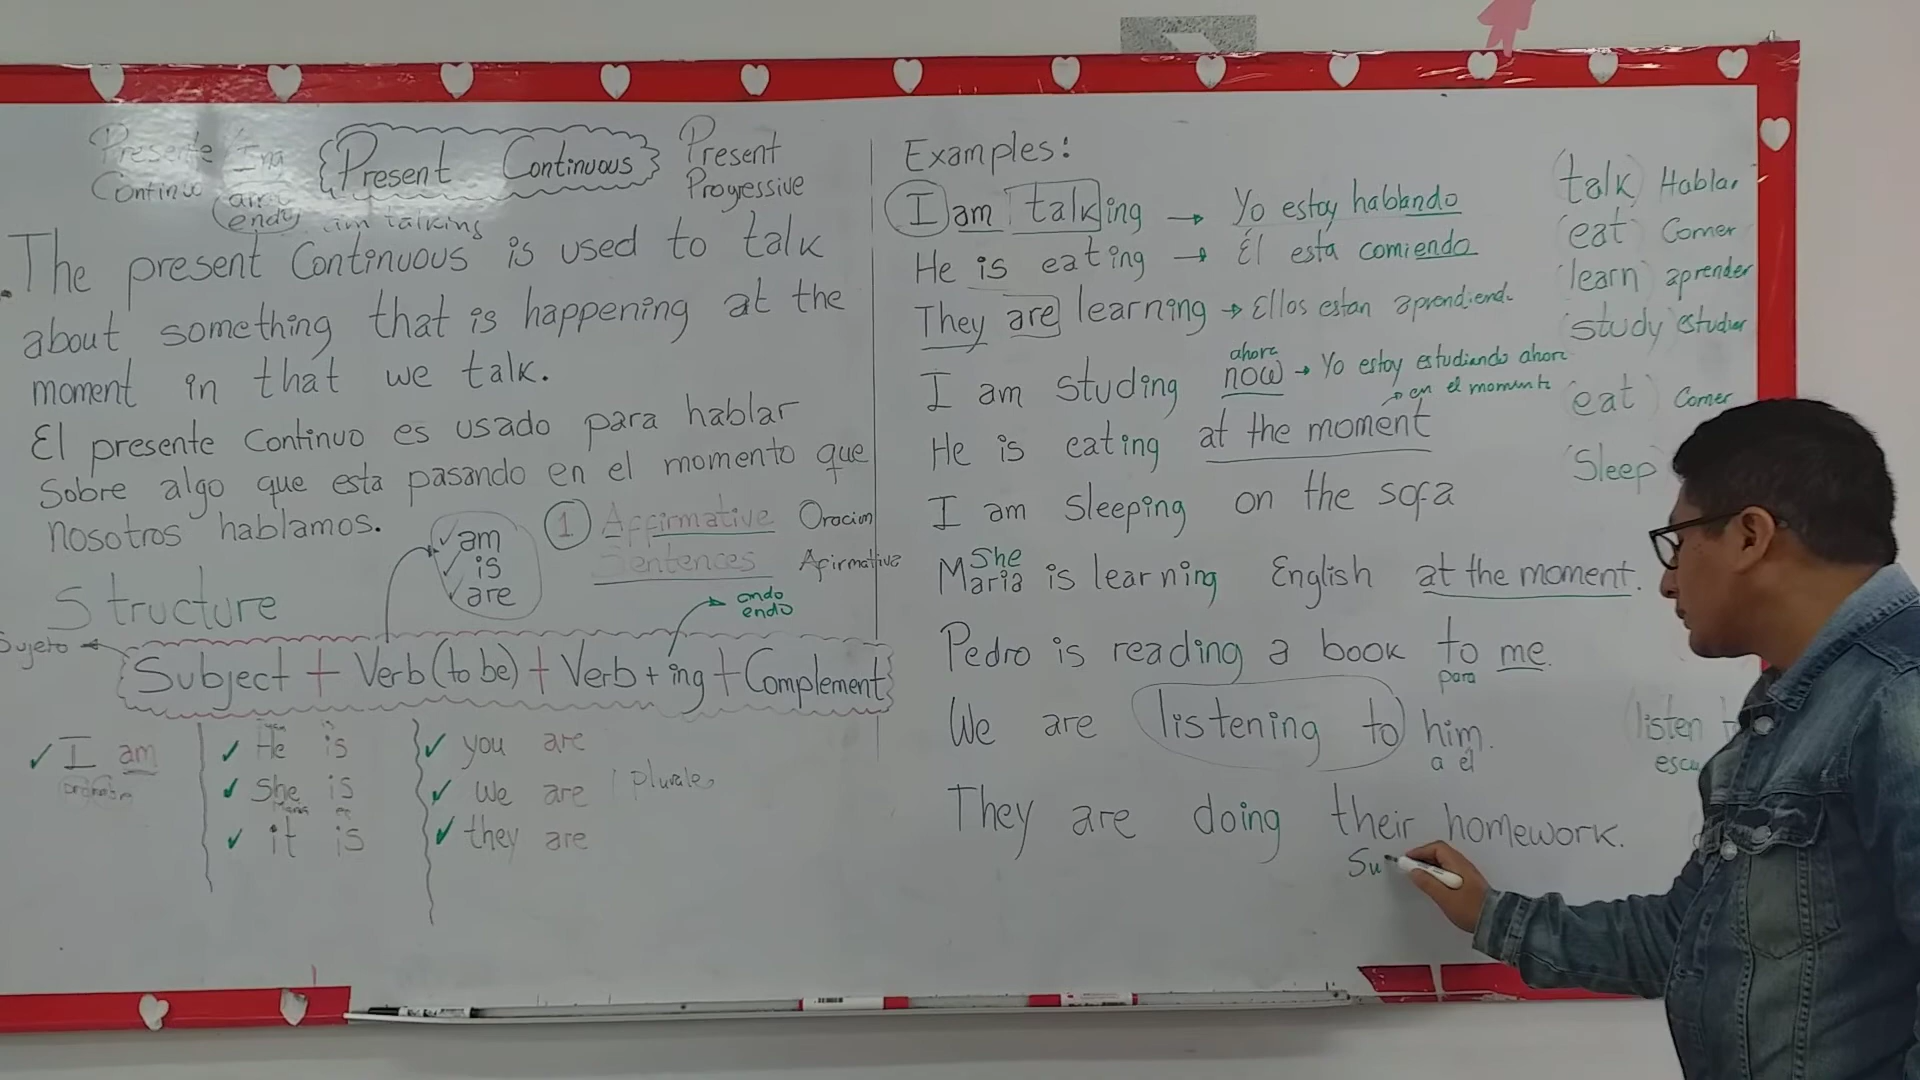 Presente
Continuo
Ing
endo
Present Continuous
Present
Progressive
am talking
The present Continuous is used to talk
about something that is happening at the
moment in that we talk.
El presente Continuo es usado para hablar
Sobre algo que esta pasando en el momento que
nosotros hablamos.
am
is
are
1 Affirmative Oracion
Sentences Afirmativa
Structure
ando
endo
Sujeto
Subject + Verb (to be) + Verb + ing + Complement
I am
He is
She is
it is
you are
we are
they are
plurales
Examples:
I am talking → Yo estoy hablando
He is eating → Él está comiendo
They are learning → Ellos estan aprendiend
ahora
I am studing now → Yo estoy estudiando ahora
en el momento
He is eating at the moment
I am sleeping on the sofa
She
Maria is learning English at the moment.
Pedro is reading a book to me.
para
We are listening to him.
a él
They are doing their homework.
Su
talk Hablar
eat Comer
learn aprender
study estudiar
eat Comer
Sleep
listen t
escu